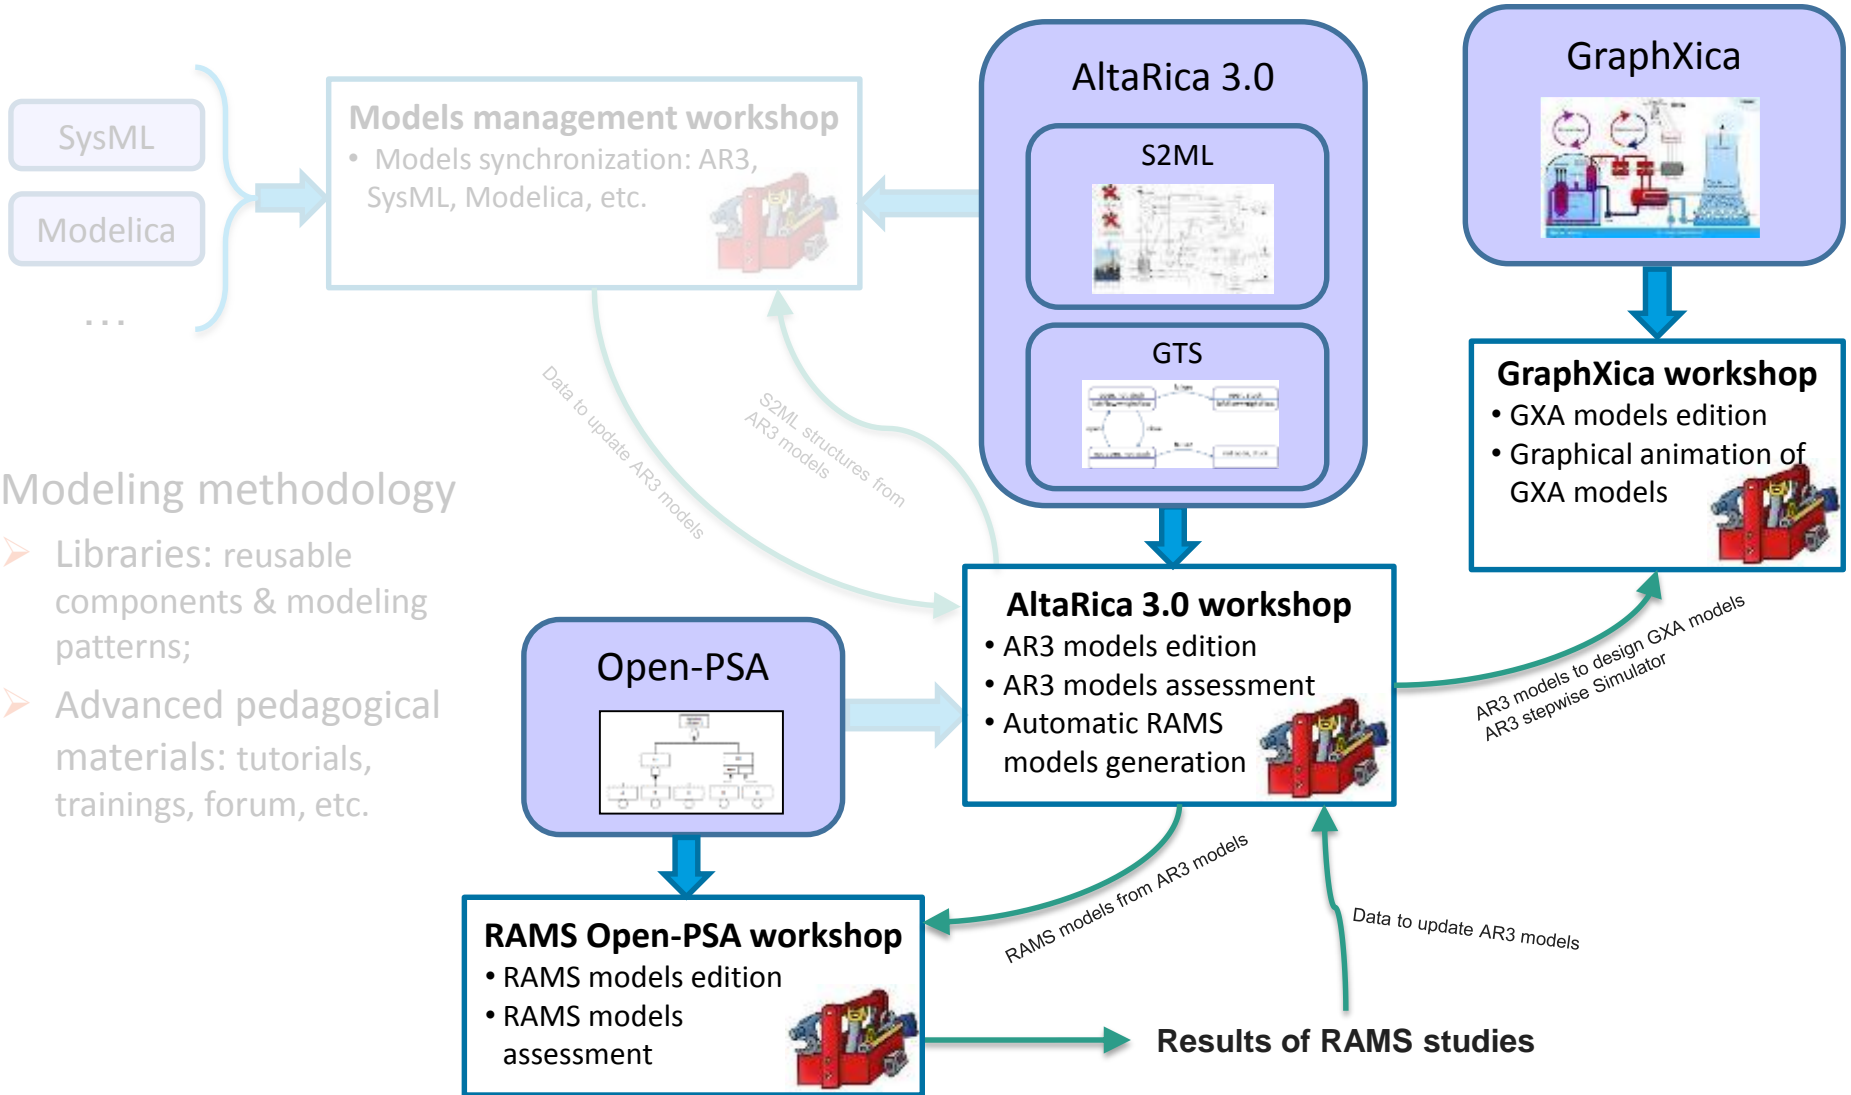 SysML
Modelica
...
Models management workshop
• Models synchronization: AR3,
SysML, Modelica, etc.
AltaRica 3.0
S2ML
GTS
GraphXica
GraphXica workshop
• GXA models edition
• Graphical animation of
GXA models
Data to update AR3 models
S2ML structures from
AR3 models
Modeling methodology
➢ Libraries: reusable
components & modeling
patterns;
➢ Advanced pedagogical
materials: tutorials,
trainings, forum, etc.
Open-PSA
AltaRica 3.0 workshop
• AR3 models edition
• AR3 models assessment
• Automatic RAMS
models generation
AR3 models to design GXA models
AR3 stepwise Simulator
RAMS models from AR3 models
Data to update AR3 models
RAMS Open-PSA workshop
• RAMS models edition
• RAMS models
assessment
Results of RAMS studies